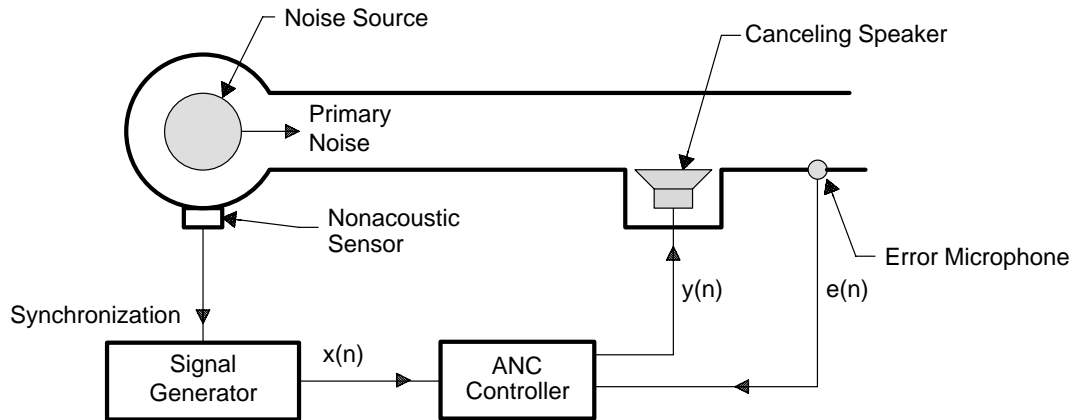 Noise Source
Canceling Speaker
Primary
Noise
Nonacoustic
Sensor
Error Microphone
y(n)
e(n)
Synchronization
Signal
Generator
x(n)
ANC
Controller